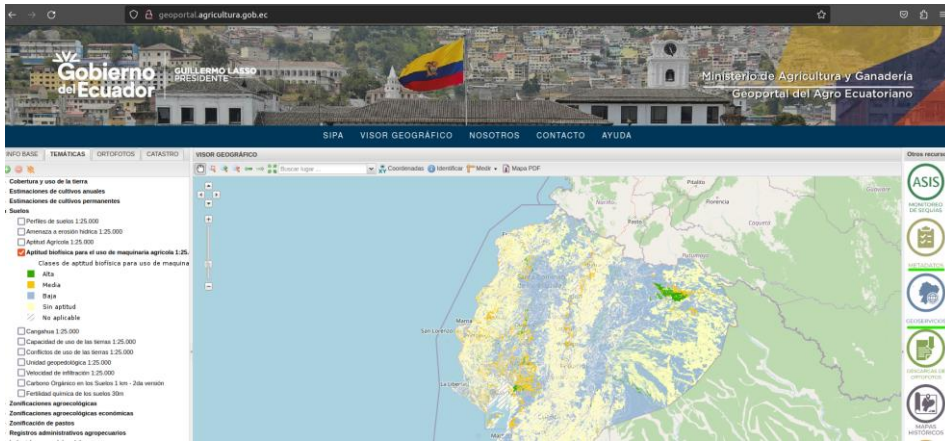 geoportal.agricultura.gob.ec
Gobierno
del Ecuador
GUILLERMO LASSO
PRESIDENTE
Ministerio de Agricultura y Ganadería
Geoportal del Agro Ecuatoriano
SIPA VISOR GEOGRÁFICO NOSOTROS CONTACTO AYUDA
INFO BASE TEMÁTICAS ORTOFOTOS CATASTRO
VISOR GEOGRÁFICO
Otros recurso
Buscar lugar ...
Coordenadas Identificar Medir Mapa PDF
Cobertura y uso de la tierra
Estimaciones de cultivos anuales
Estimaciones de cultivos permanentes
Suelos
Perfiles de suelos 1:25.000
Amenaza a erosión hídrica 1:25.000
Aptitud Agrícola 1:25.000
Aptitud biofísica para el uso de maquinaria agrícola 1:25.
Clases de aptitud biofísica para uso de maquina
Alta
Media
Baja
Sin aptitud
No aplicable
Cangahua 1:25.000
Capacidad de uso de las tierras 1:25.000
Conflictos de uso de las tierras 1:25.000
Unidad geopedológica 1:25.000
Velocidad de infiltración 1:25.000
Carbono Orgánico en los Suelos 1 km - 2da versión
Fertilidad química de los suelos 30m
Zonificaciones agroecológicas
Zonificaciones agroecológicas económicas
Zonificación de pastos
Registros administrativos agropecuarios
Pitalito
Florencia
Nariño
Pasto
Caquetá
Putumayo
Guaviare
Manta
San Lorenzo
La Libertad
ASIS
MONITOREO
DE SEQUÍAS
METADATOS
GEOSERVICIOS
DESCARGAS DE
ORTOFOTOS
MAPAS
HISTÓRICOS